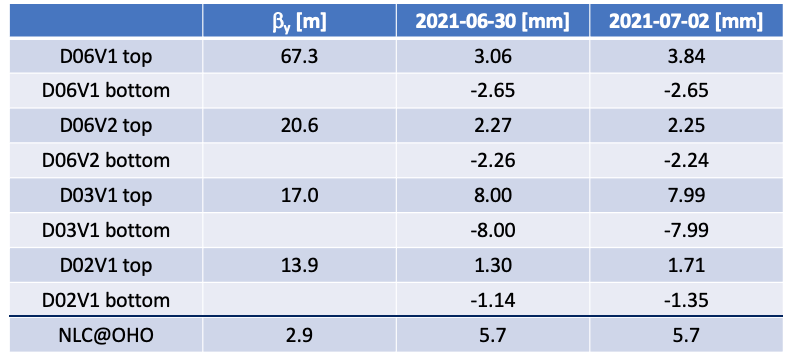 βy [m] 2021-06-30 [mm] 2021-07-02 [mm]
D06V1 top 67.3 3.06 3.84
D06V1 bottom -2.65 -2.65
D06V2 top 20.6 2.27 2.25
D06V2 bottom -2.26 -2.24
D03V1 top 17.0 8.00 7.99
D03V1 bottom -8.00 -7.99
D02V1 top 13.9 1.30 1.71
D02V1 bottom -1.14 -1.35
NLC@OHO 2.9 5.7 5.7